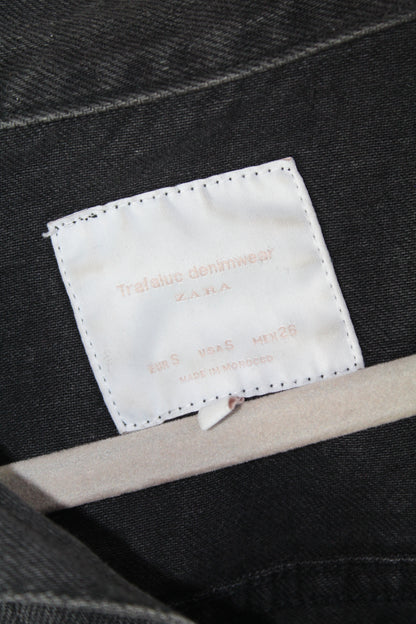 Trafaluc denimwear
ZARA
EUR S USA S MEX 26
MADE IN MOROCCO